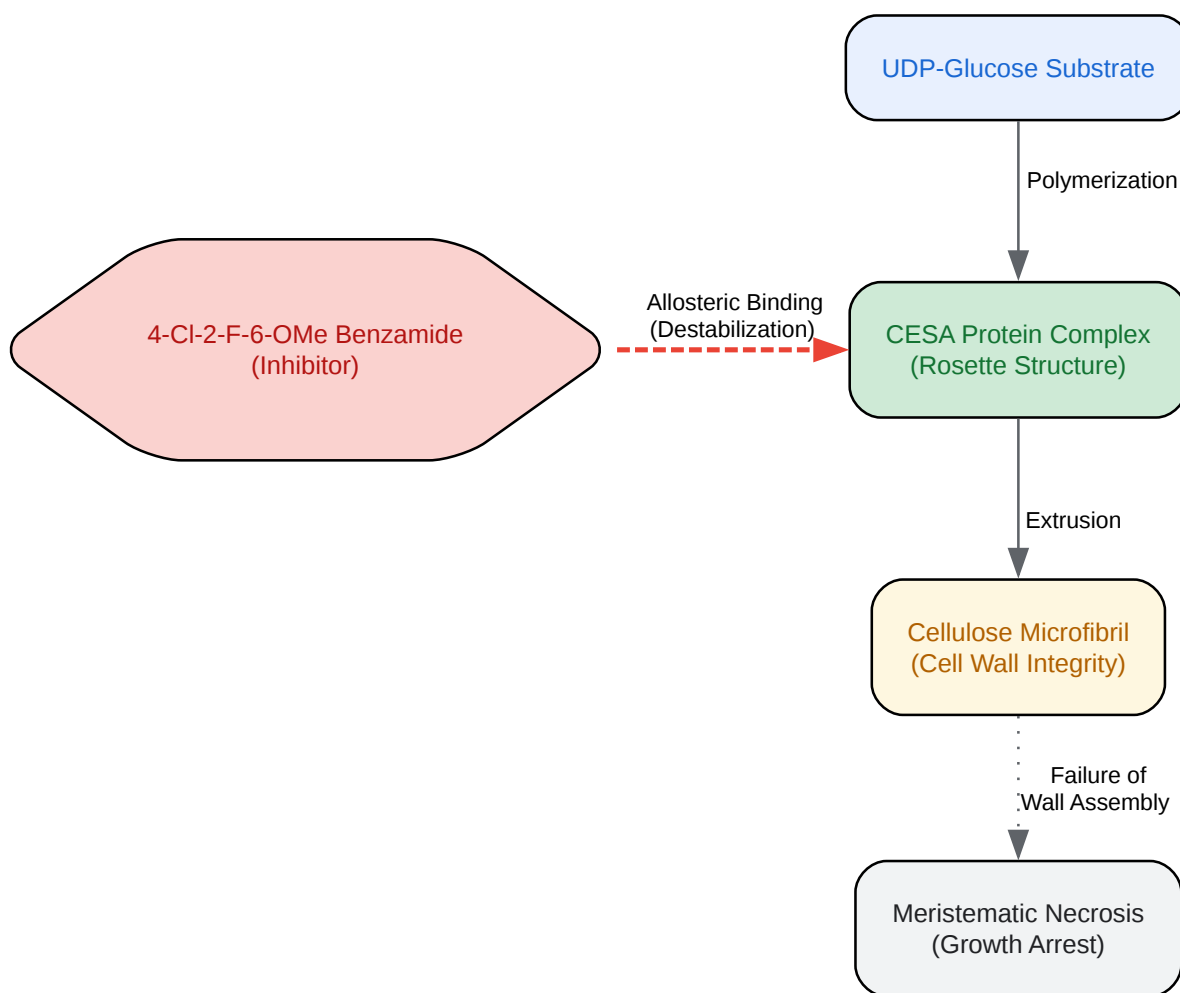 UDP-Glucose Substrate
Polymerization
4-Cl-2-F-6-OMe Benzamide
(Inhibitor)
Allosteric Binding
(Destabilization)
CESA Protein Complex
(Rosette Structure)
Extrusion
Cellulose Microfibril
(Cell Wall Integrity)
Failure of
Wall Assembly
Meristematic Necrosis
(Growth Arrest)